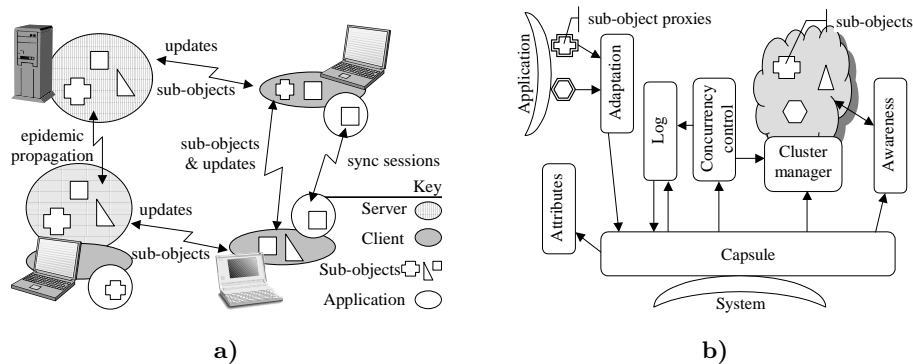 updates
sub-objects
epidemic
propagation
sub-objects
& updates
sync sessions
updates
sub-objects
Key
Server
Client
Sub-objects
Application
a)
sub-object proxies
sub-objects
Application
Adaptation
Log
Concurrency
control
Cluster
manager
Awareness
Attributes
Capsule
System
b)